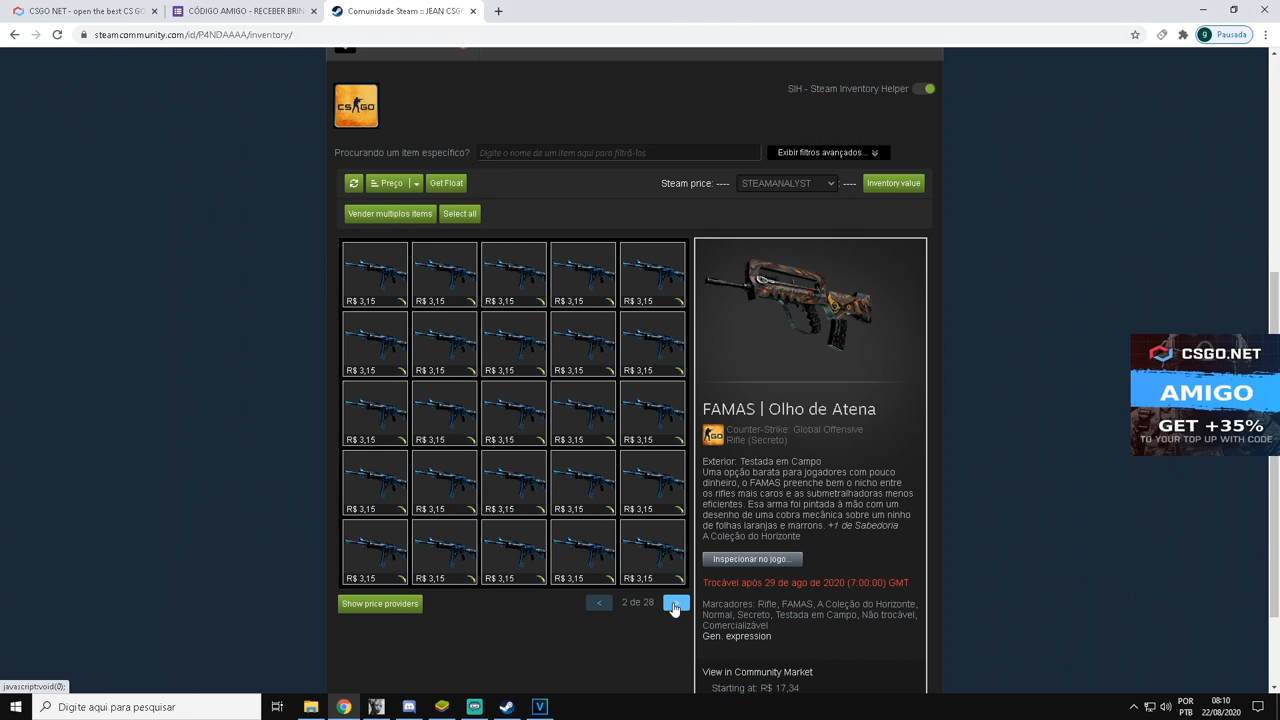 CSGO NET - open the best CS GO
CÓDIGO AMIGO - RECEBER BRIN
Comunidade Steam :: JEAN CSGO
steamcommunity.com/id/P4NDAAAA/inventory/
g Pausada
CS GO
SIH - Steam Inventory Helper
Procurando um item específico?
Digite o nome de um item aqui para filtrá-los
Exibir filtros avançados...
Preço
Get Float
Steam price: ----
STEAMANALYST
: ----
Inventory value
Vender multiplos items
Select all
R$ 3,15 R$ 3,15 R$ 3,15 R$ 3,15 R$ 3,15
R$ 3,15 R$ 3,15 R$ 3,15 R$ 3,15 R$ 3,15
R$ 3,15 R$ 3,15 R$ 3,15 R$ 3,15 R$ 3,15
R$ 3,15 R$ 3,15 R$ 3,15 R$ 3,15 R$ 3,15
R$ 3,15 R$ 3,15 R$ 3,15 R$ 3,15 R$ 3,15
Show price providers
< 2 de 28
FAMAS | Olho de Atena
Counter-Strike: Global Offensive
Rifle (Secreto)
Exterior: Testada em Campo
Uma opção barata para jogadores com pouco
dinheiro, o FAMAS preenche bem o nicho entre
os rifles mais caros e as submetralhadoras menos
eficientes. Esa arma foi pintada à mão com um
desenho de uma cobra mecânica sobre um ninho
de folhas laranjas e marrons. +1 de Sabedoria
A Coleção do Horizonte
Inspecionar no jogo...
Trocável após 29 de ago de 2020 (7:00:00) GMT
Marcadores: Rifle, FAMAS, A Coleção do Horizonte,
Normal, Secreto, Testada em Campo, Não trocável,
Comercializável
Gen. expression
View in Community Market
Starting at: R$ 17,34
CSGO.NET
AMIGO
GET +35%
TO YOUR TOP UP WITH CODE
javascript:void(0);
Digite aqui para pesquisar
POR
PTB
08:10
22/08/2020